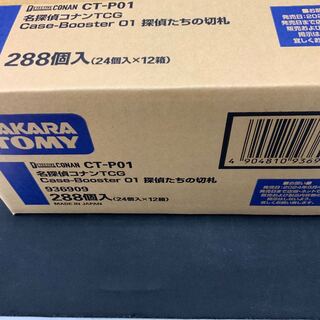 CONAN CT-P01
名探偵コナンTCG
Case-Booster 01 探偵たちの切札
288個入(24個入×12箱)
AKARA
TOMY
CONAN CT-P01
名探偵コナンTCG
Case-Booster 01 探偵たちの切札
936909
288個入(24個入×12箱)
MADE IN JAPAN
4 904810 9369